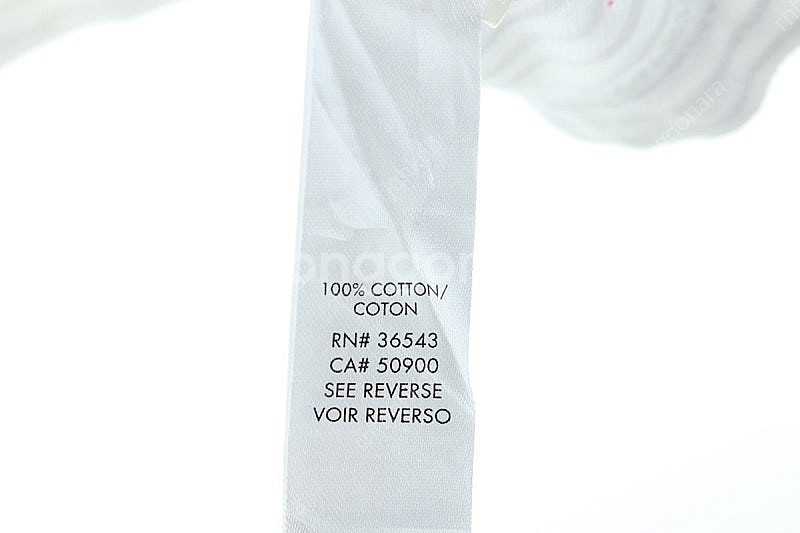 100% COTTON/
COTON
RN# 36543
CA# 50900
SEE REVERSE
VOIR REVERSO